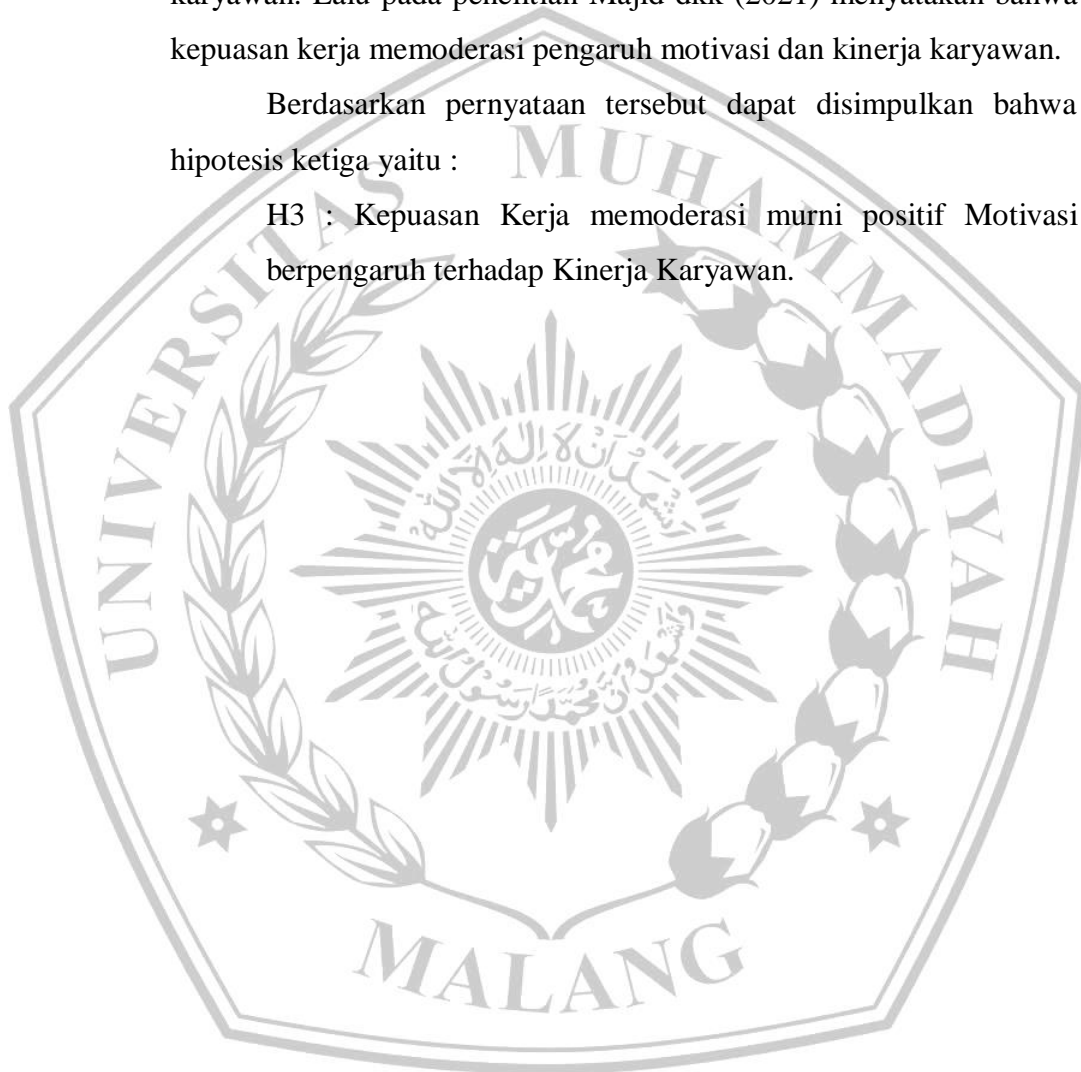 karyawan. Lalu pada penelitian Majid dkk (2021) menyatakan bahwa
kepuasan kerja memoderasi pengaruh motivasi dan kinerja karyawan.
Berdasarkan pernyataan tersebut dapat disimpulkan bahwa
hipotesis ketiga yaitu :
H3 : Kepuasan Kerja memoderasi murni positif Motivasi
berpengaruh terhadap Kinerja Karyawan.
UNIVERSITAS MUHAMMADIYAH
MALANG